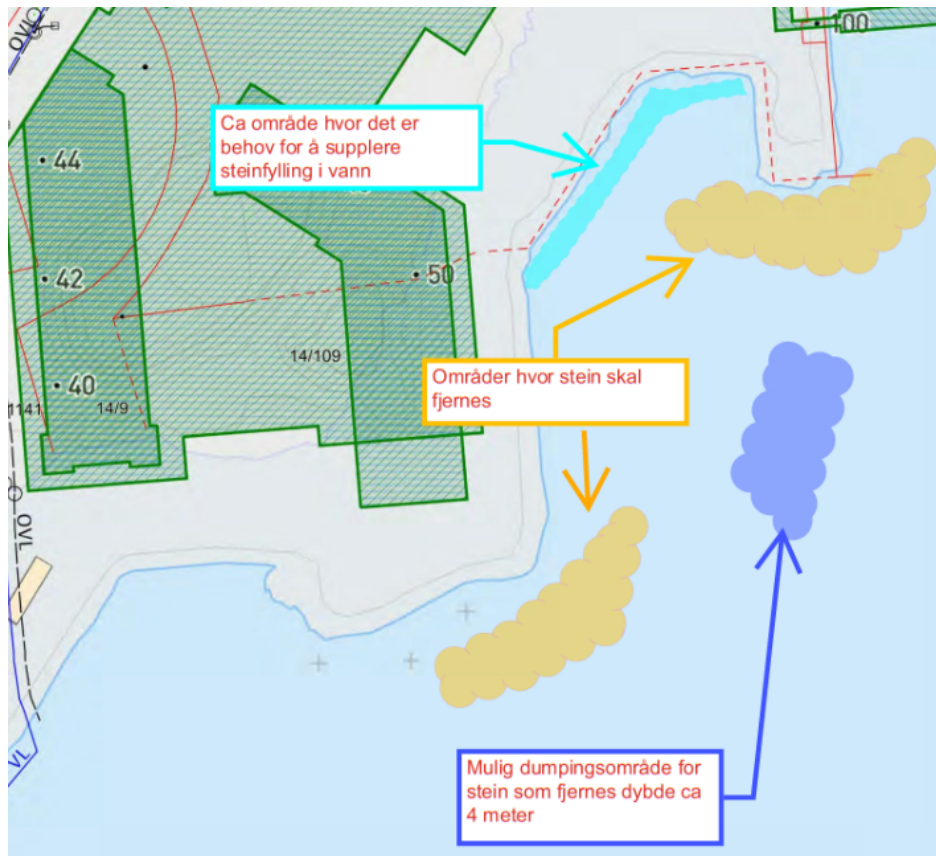 OVL
100
Ca område hvor det er
behov for å supplere
steinfylling i vann
44
42
50
14/109
40
1141
14/9
Områder hvor stein skal
fjernes
OVL
VL
Mulig dumpingsområde for
stein som fjernes dybde ca
4 meter